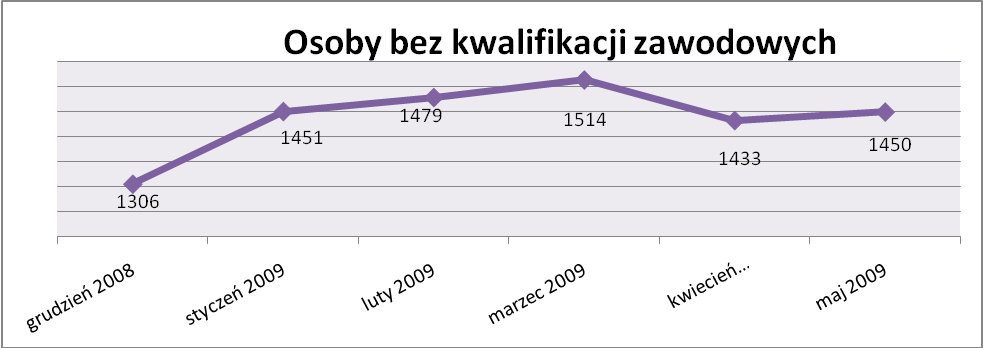 Osoby bez kwalifikacji zawodowych
1306
1451
1479
1514
1433
1450
grudzień 2008
styczeń 2009
luty 2009
marzec 2009
kwiecień...
maj 2009